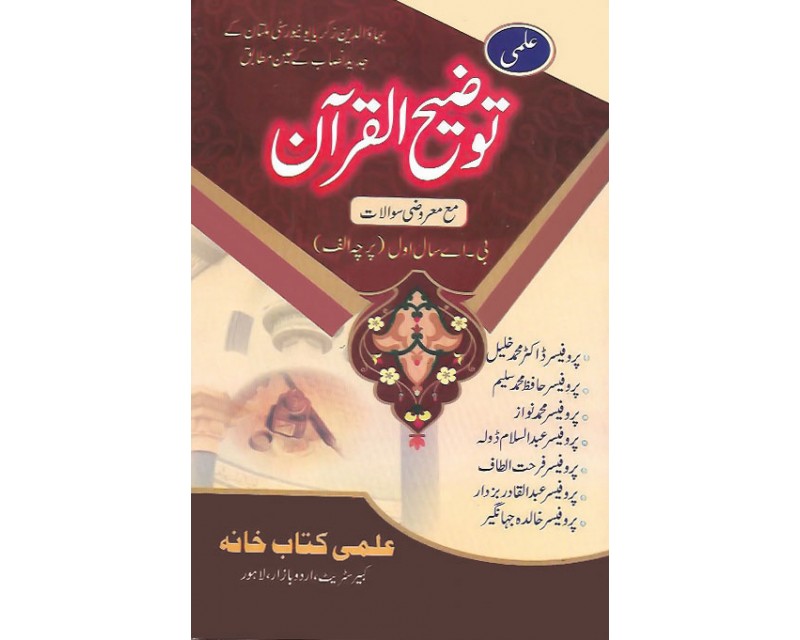 علمی
بہاؤالدین زکریا یونیورسٹی ملتان کے
جدید نصاب کے عین مطابق
توضیح القرآن
مع معروضی سوالات
بی۔اے سال اول (پرچہ الف)
پروفیسر ڈاکٹر محمد خلیل
پروفیسر حافظ محمد سلیم
پروفیسر محمد نواز
پروفیسر عبدالسلام ڈولہ
پروفیسر فرحت الطاف
پروفیسر عبدالقادر بزدار
پروفیسر خالدہ جہانگیر
علمی کتاب خانہ
کبیر سٹریٹ، اردو بازار، لاہور